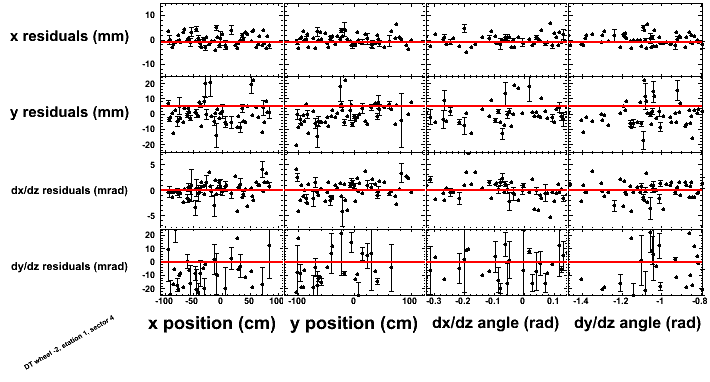 x residuals (mm)
10
0
-10
y residuals (mm)
20
10
0
-10
-20
dx/dz residuals (mrad)
5
0
-5
dy/dz residuals (mrad)
20
10
0
-10
-20
-100 -50 0 50 100 -100 0 100 -0.3 -0.2 -0.1 0 0.1 -1.4 -1.2 -1 -0.8
x position (cm) y position (cm) dx/dz angle (rad) dy/dz angle (rad)
DT wheel -2, station 1, sector 4